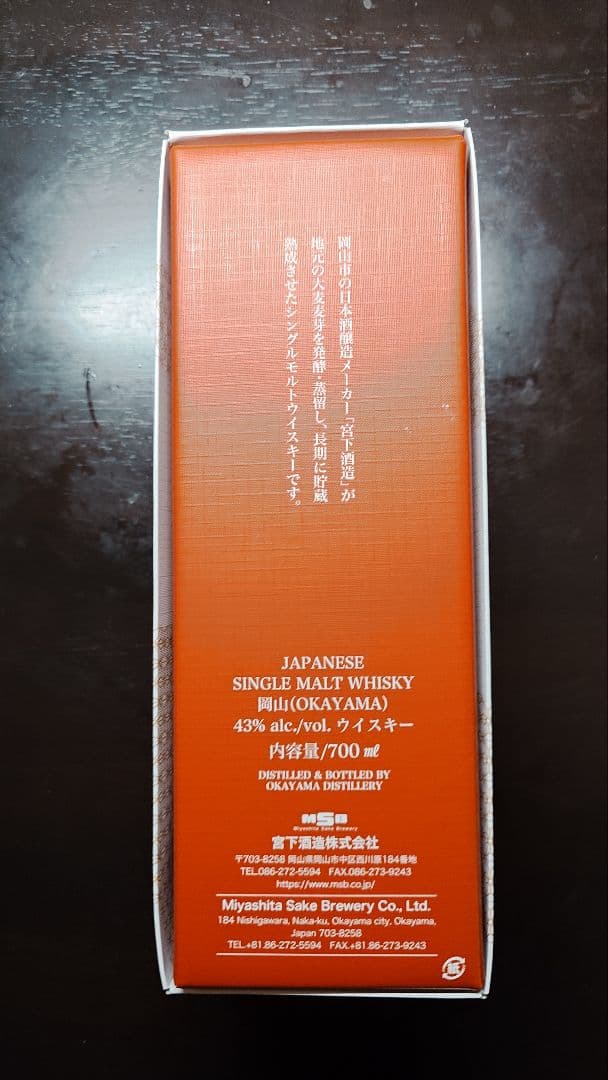 岡山市の日本酒醸造メーカー「宮下酒造」が
地元の大麦麦芽を発酵・蒸留し、長期に貯蔵
熟成させたシングルモルトウイスキーです。
JAPANESE
SINGLE MALT WHISKY
岡山(OKAYAMA)
43% alc./vol. ウイスキー
内容量/700㎖
DISTILLED & BOTTLED BY
OKAYAMA DISTILLERY
MSB
Miyashita Sake Brewery
宮下酒造株式会社
〒703-8258 岡山県岡山市中区西川原184番地
TEL.086-272-5594 FAX.086-273-9243
https://www.msb.co.jp/
Miyashita Sake Brewery Co., Ltd.
184 Nishigawara, Naka-ku, Okayama city, Okayama,
Japan 703-8258
TEL.+81.86-272-5594 FAX.+81.86-273-9243
紙